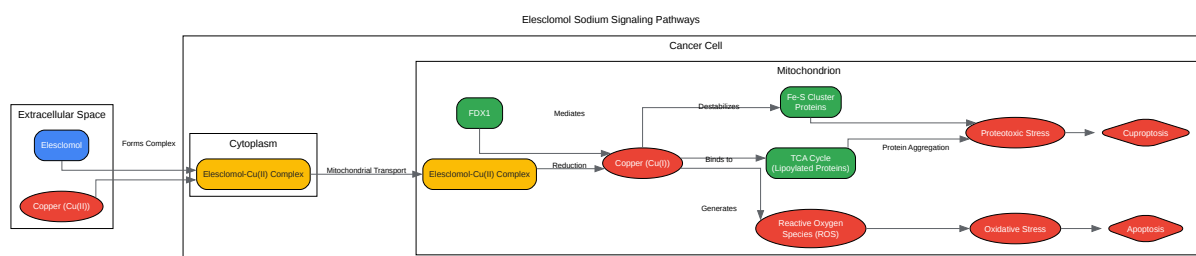 Elesclomol Sodium Signaling Pathways
Cancer Cell
Mitochondrion
Extracellular Space
Elesclomol
Copper (Cu(II))
Forms Complex
Cytoplasm
Elesclomol-Cu(II) Complex
Mitochondrial Transport
FDX1
Elesclomol-Cu(II) Complex
Mediates
Reduction
Copper (Cu(I))
Destabilizes
Binds to
Generates
Fe-S Cluster
Proteins
TCA Cycle
(Lipoylated Proteins)
Reactive Oxygen
Species (ROS)
Protein Aggregation
Proteotoxic Stress
Oxidative Stress
Cuproptosis
Apoptosis